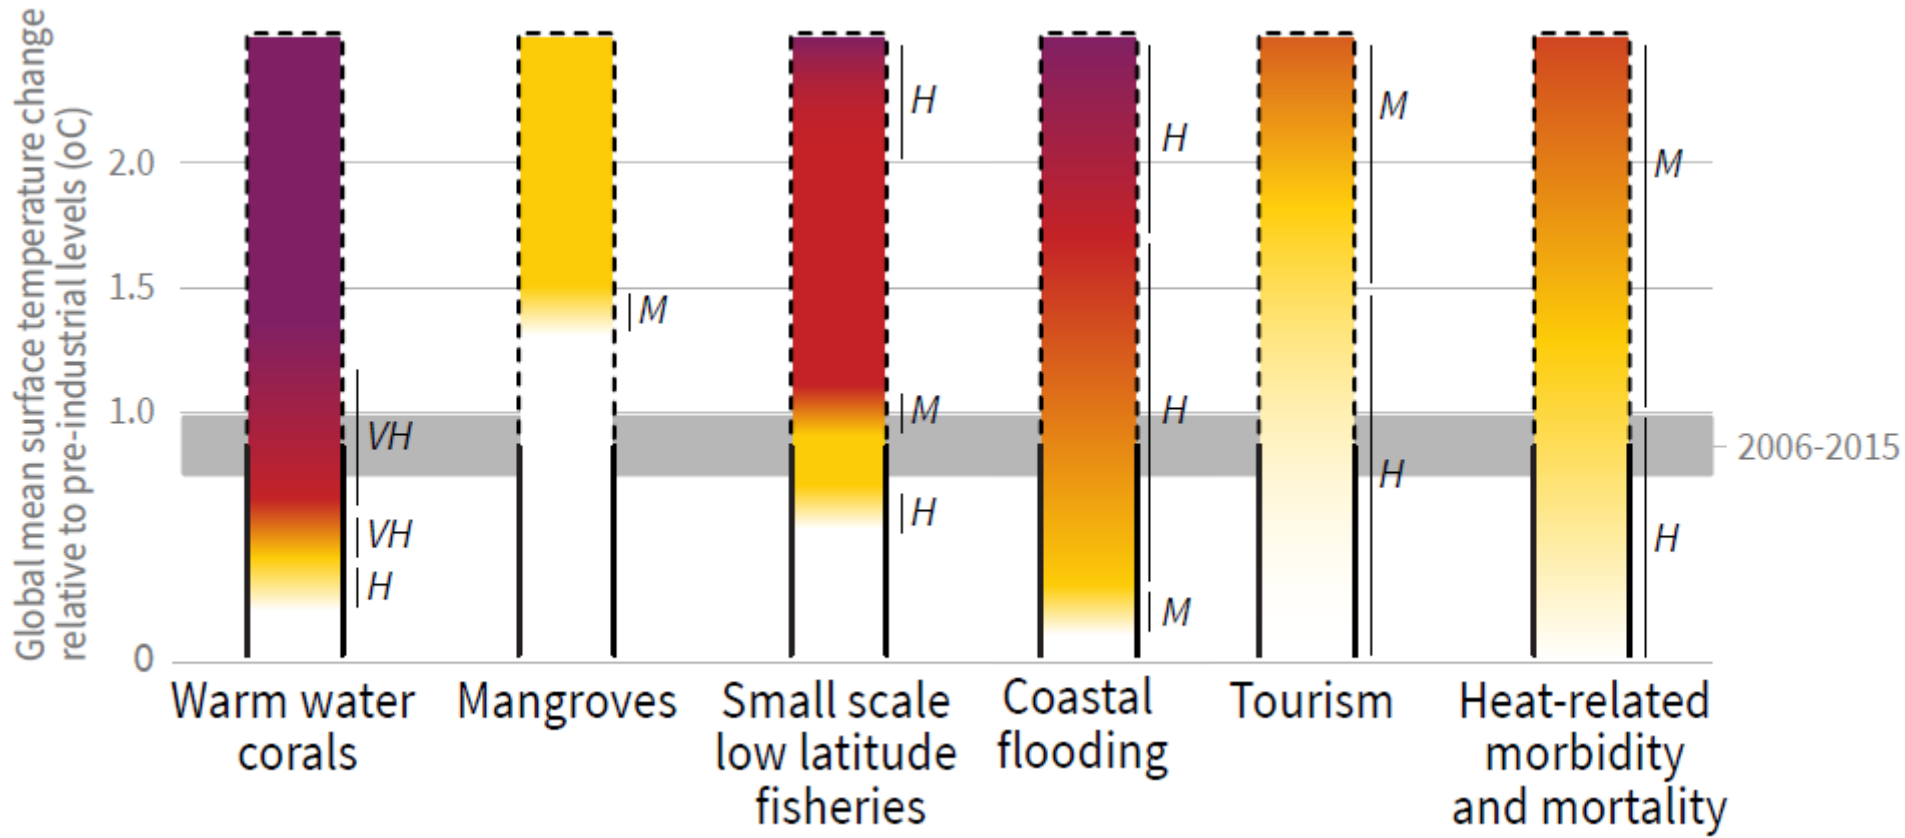 Global mean surface temperature change
relative to pre-industrial levels (oC)
2.0
1.5
1.0
0
2006-2015
VH
VH
H
M
H
M
H
H
H
M
M
H
M
H
Warm water
corals
Mangroves
Small scale
low latitude
fisheries
Coastal
flooding
Tourism
Heat-related
morbidity
and mortality